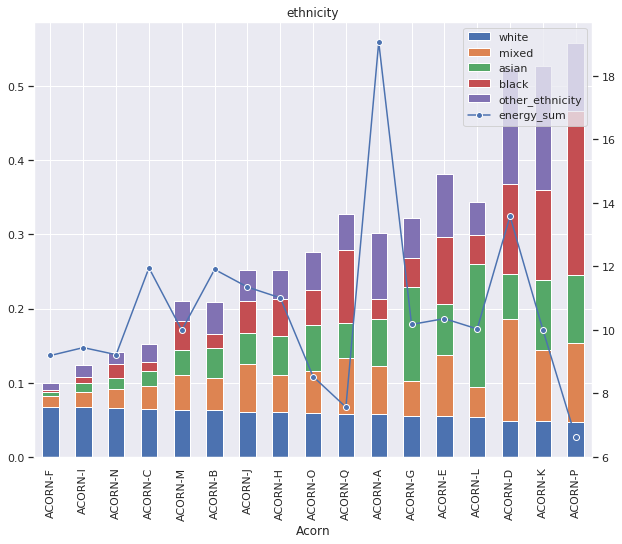 ethnicity
white
mixed
asian
black
other_ethnicity
energy_sum
0.5
0.4
0.3
0.2
0.1
0.0
18
16
14
12
10
8
6
ACORN-F
ACORN-I
ACORN-N
ACORN-C
ACORN-M
ACORN-B
ACORN-J
ACORN-H
ACORN-O
ACORN-Q
ACORN-A
ACORN-G
ACORN-E
ACORN-L
ACORN-D
ACORN-K
ACORN-P
Acorn